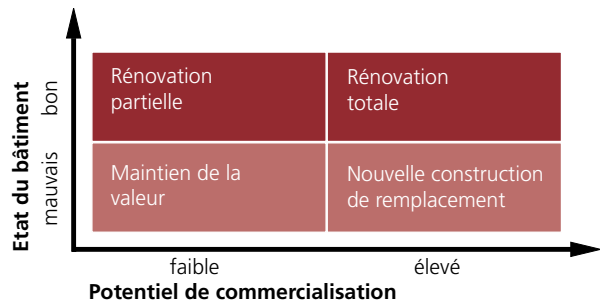 Etat du bâtiment
bon
mauvais
Rénovation
partielle
Rénovation
totale
Maintien de la
valeur
Nouvelle construction
de remplacement
faible
élevé
Potentiel de commercialisation